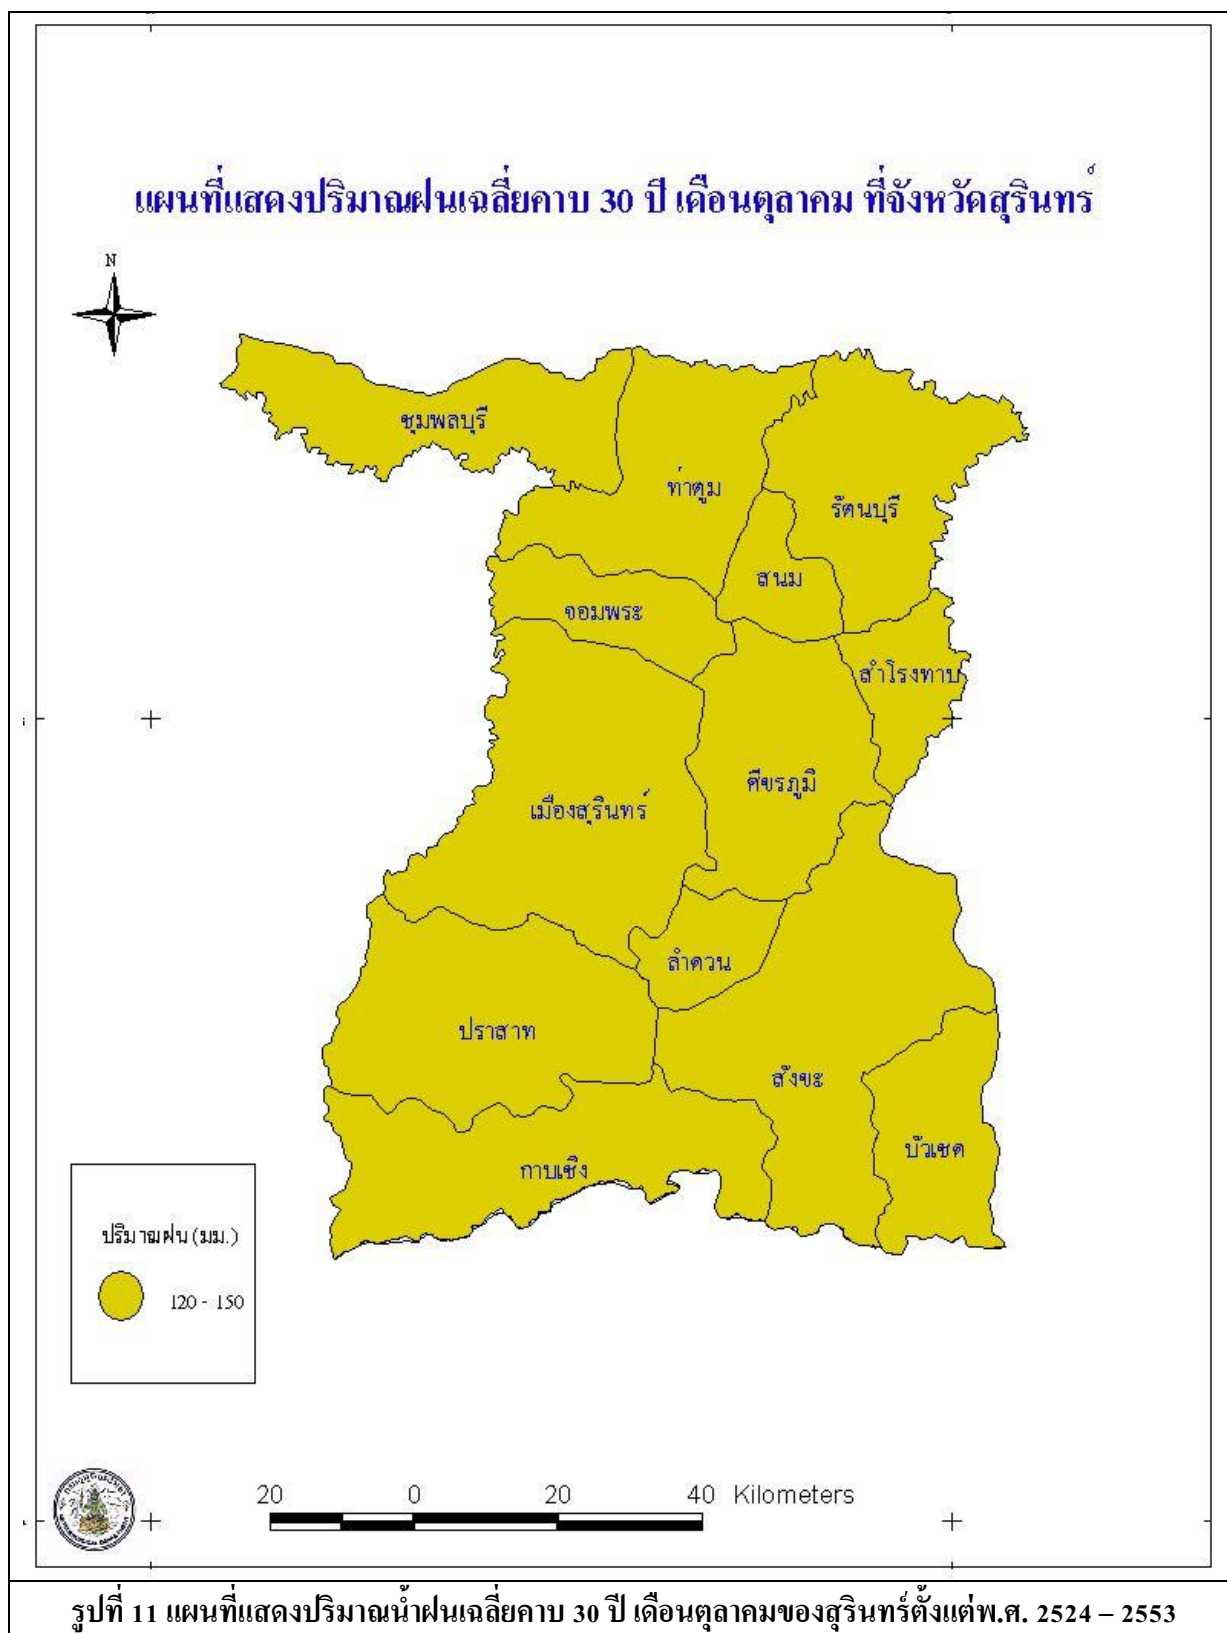 แผนที่แสดงปริมาณฝนเฉลี่ยคาบ 30 ปี เดือนตุลาคม ที่จังหวัดสุรินทร์
N
ชุมพลบุรี
ท่าตูม
รัตนบุรี
สนม
จอมพระ
สำโรงทาบ
ศีขรภูมิ
เมืองสุรินทร์
ลำดวน
ปราสาท
สังขะ
บัวเชด
กาบเชิง
ปริมาณฝน (มม.)
120 - 150
20 0 20 40 Kilometers
รูปที่ 11 แผนที่แสดงปริมาณน้ำฝนเฉลี่ยคาบ 30 ปี เดือนตุลาคมของสุรินทร์ตั้งแต่พ.ศ. 2524 – 2553